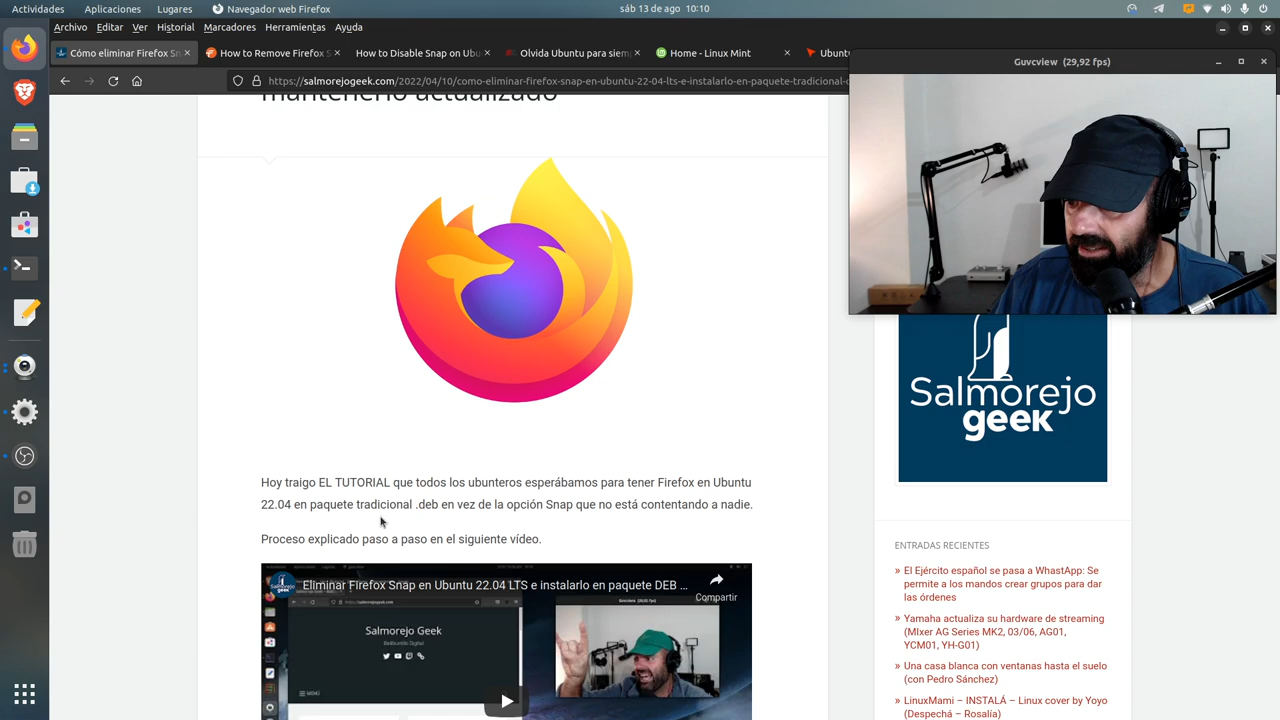 Actividades Aplicaciones Lugares sáb 13 de ago 10:10
Archivo Editar Ver Historial Marcadores Herramientas Ayuda
Cómo eliminar Firefox Sn
How to Remove Firefox S
How to Disable Snap on Ubu
Olvida Ubuntu para siem
Home - Linux Mint
Ubunt
https://salmorejogeek.com/2022/04/10/como-eliminar-firefox-snap-en-ubuntu-22-04-lts-e-instalarlo-en-paquete-tradicional-
Guvcview (29,92 fps)
mantenerlo actualizado
Hoy traigo EL TUTORIAL que todos los ubunteros esperábamos para tener Firefox en Ubuntu
22.04 en paquete tradicional .deb en vez de la opción Snap que no está contentando a nadie.
Proceso explicado paso a paso en el siguiente vídeo.
Salmorejo geek
Eliminar Firefox Snap en Ubuntu 22.04 LTS e instalarlo en paquete DEB ...
Compartir
Salmorejo Geek
MENÚ
Salmorejo
geek
ENTRADAS RECIENTES
» El Ejército español se pasa a WhastApp: Se
permite a los mandos crear grupos para dar
las órdenes
» Yamaha actualiza su hardware de streaming
(MIxer AG Series MK2, 03/06, AG01,
YCM01, YH-G01)
» Una casa blanca con ventanas hasta el suelo
(con Pedro Sánchez)
» LinuxMami – INSTALÁ – Linux cover by Yoyo
(Despechá – Rosalía)